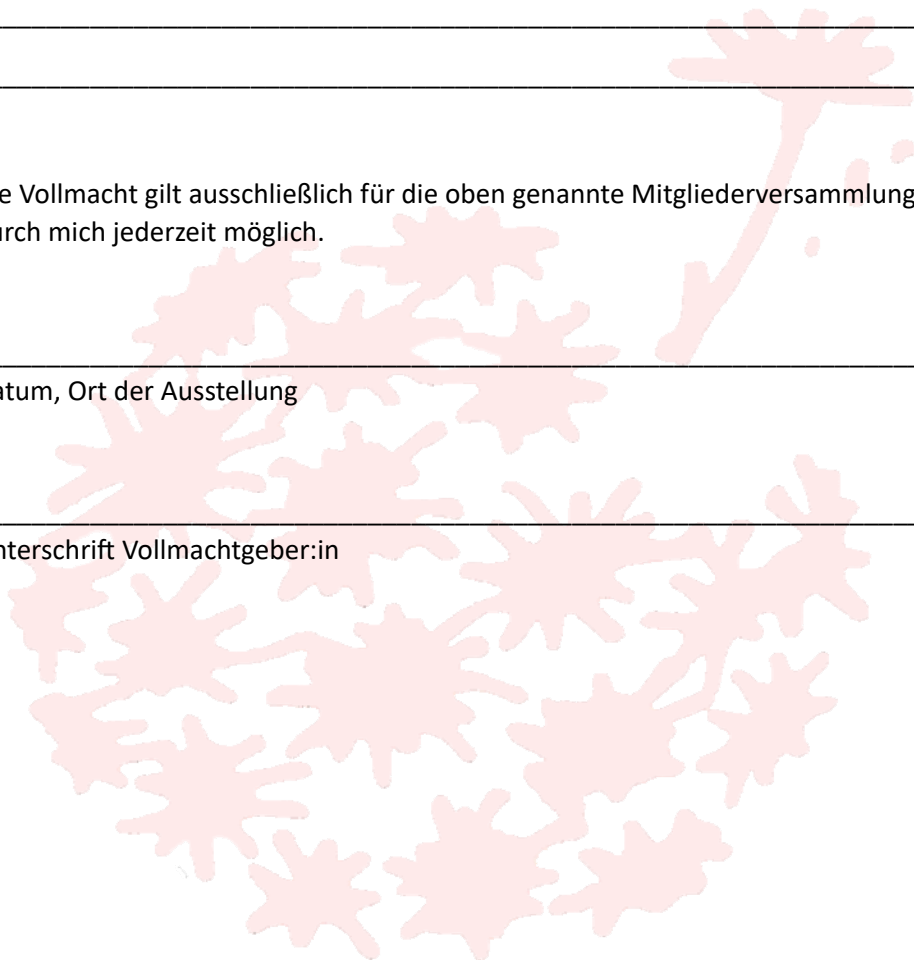 e Vollmacht gilt ausschließlich für die oben genannte Mitgliederversammlung
urch mich jederzeit möglich.
atum, Ort der Ausstellung
nterschrift Vollmachtgeber:in